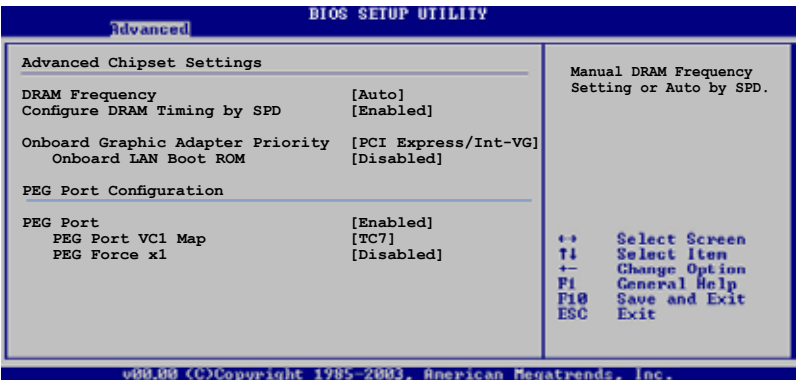 BIOS SETUP UTILITY
Advanced
Advanced Chipset Settings
DRAM Frequency [Auto]
Configure DRAM Timing by SPD [Enabled]
Onboard Graphic Adapter Priority [PCI Express/Int-VG]
Onboard LAN Boot ROM [Disabled]
PEG Port Configuration
PEG Port [Enabled]
PEG Port VC1 Map [TC7]
PEG Force x1 [Disabled]
Manual DRAM Frequency
Setting or Auto by SPD.
←→ Select Screen
↑↓ Select Item
+- Change Option
F1 General Help
F10 Save and Exit
ESC Exit
v00.00 (C)Copyright 1985-2003, American Megatrends, Inc.